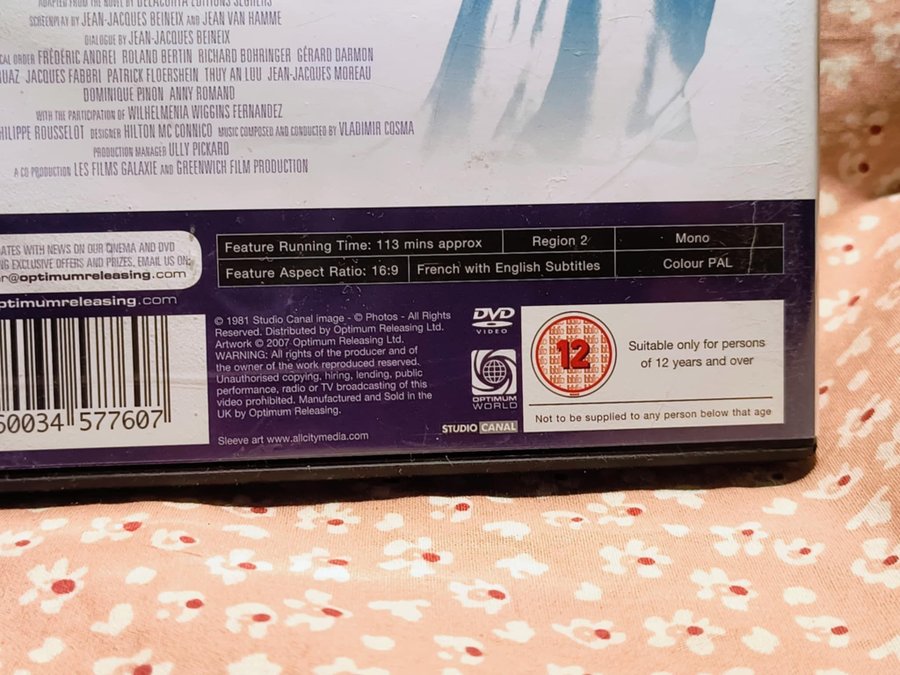 ADAPTED FROM THE NOVEL BY DELACORTA EDITIONS SEGHERS
SCREENPLAY BY JEAN-JACQUES BEINEIX AND JEAN VAN HAMME
DIALOGUE BY JEAN-JACQUES BEINEIX
CAL ORDER FRÉDÉRIC ANDREI ROLAND BERTIN RICHARD BOHRINGER GÉRARD DARMON
UAZ JACQUES FABBRI PATRICK FLOERSHEIN THUY AN LUU JEAN-JACQUES MOREAU
DOMINIQUE PINON ANNY ROMAND
WITH THE PARTICIPATION OF WILHELMENIA WIGGINS FERNANDEZ
HILIPPE ROUSSELOT DESIGNER HILTON MC CONNICO MUSIC COMPOSED AND CONDUCTED BY VLADIMIR COSMA
PRODUCTION MANAGER ULLY PICKARD
A CO PRODUCTION LES FILMS GALAXIE AND GREENWICH FILM PRODUCTION
ATES WITH NEWS ON OUR CINEMA AND DVD
NG EXCLUSIVE OFFERS AND PRIZES, EMAIL US ON:
r@optimumreleasing.com
ptimumreleasing.com
60034 577607
Feature Running Time: 113 mins approx
Region 2
Mono
Feature Aspect Ratio: 16:9
French with English Subtitles
Colour PAL
© 1981 Studio Canal image - © Photos - All Rights
Reserved. Distributed by Optimum Releasing Ltd.
Artwork © 2007 Optimum Releasing Ltd.
WARNING: All rights of the producer and of
the owner of the work reproduced reserved.
Unauthorised copying, hiring, lending, public
performance, radio or TV broadcasting of this
video prohibited. Manufactured and Sold in the
UK by Optimum Releasing.
Sleeve art www.allcitymedia.com
DVD
VIDEO
OPTIMUM
WORLD
STUDIO CANAL
12
Suitable only for persons
of 12 years and over
Not to be supplied to any person below that age